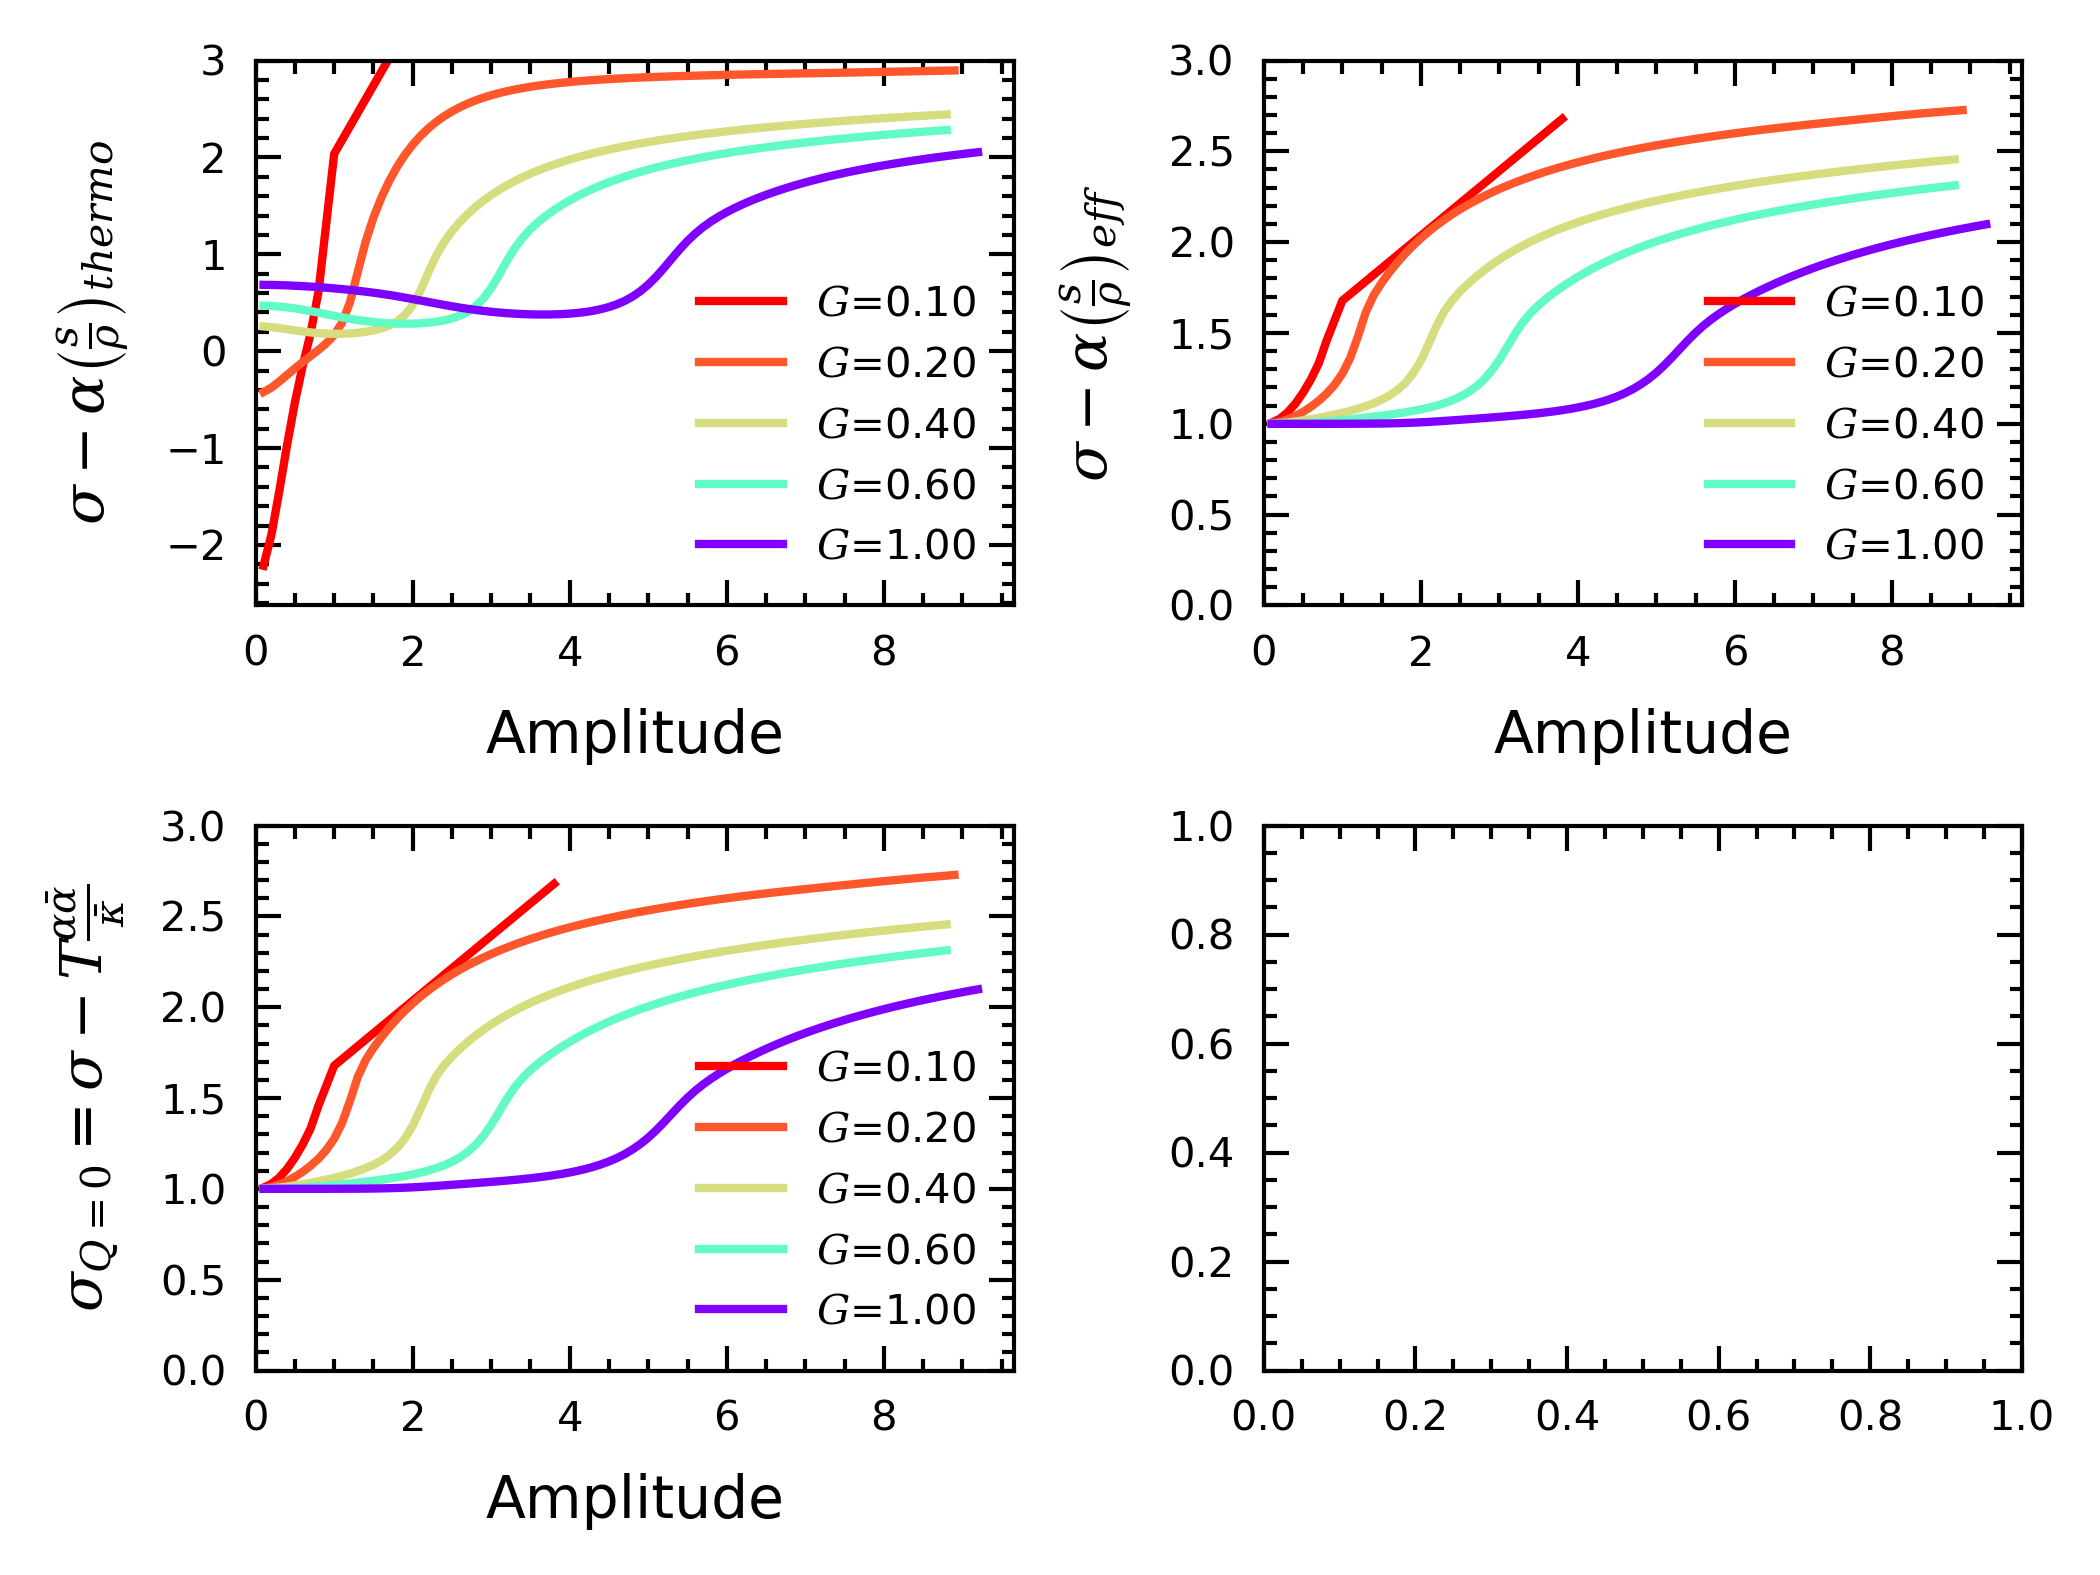 σ − α(s/ρ)thermo
3
2
1
0
−1
−2
G=0.10
G=0.20
G=0.40
G=0.60
G=1.00
0 2 4 6 8
Amplitude
σ − α(s/ρ)eff
3.0
2.5
2.0
1.5
1.0
0.5
0.0
G=0.10
G=0.20
G=0.40
G=0.60
G=1.00
0 2 4 6 8
Amplitude
σQ=0 = σ − T αᾱ/κ̄
3.0
2.5
2.0
1.5
1.0
0.5
0.0
G=0.10
G=0.20
G=0.40
G=0.60
G=1.00
0 2 4 6 8
Amplitude
1.0
0.8
0.6
0.4
0.2
0.0
0.0 0.2 0.4 0.6 0.8 1.0